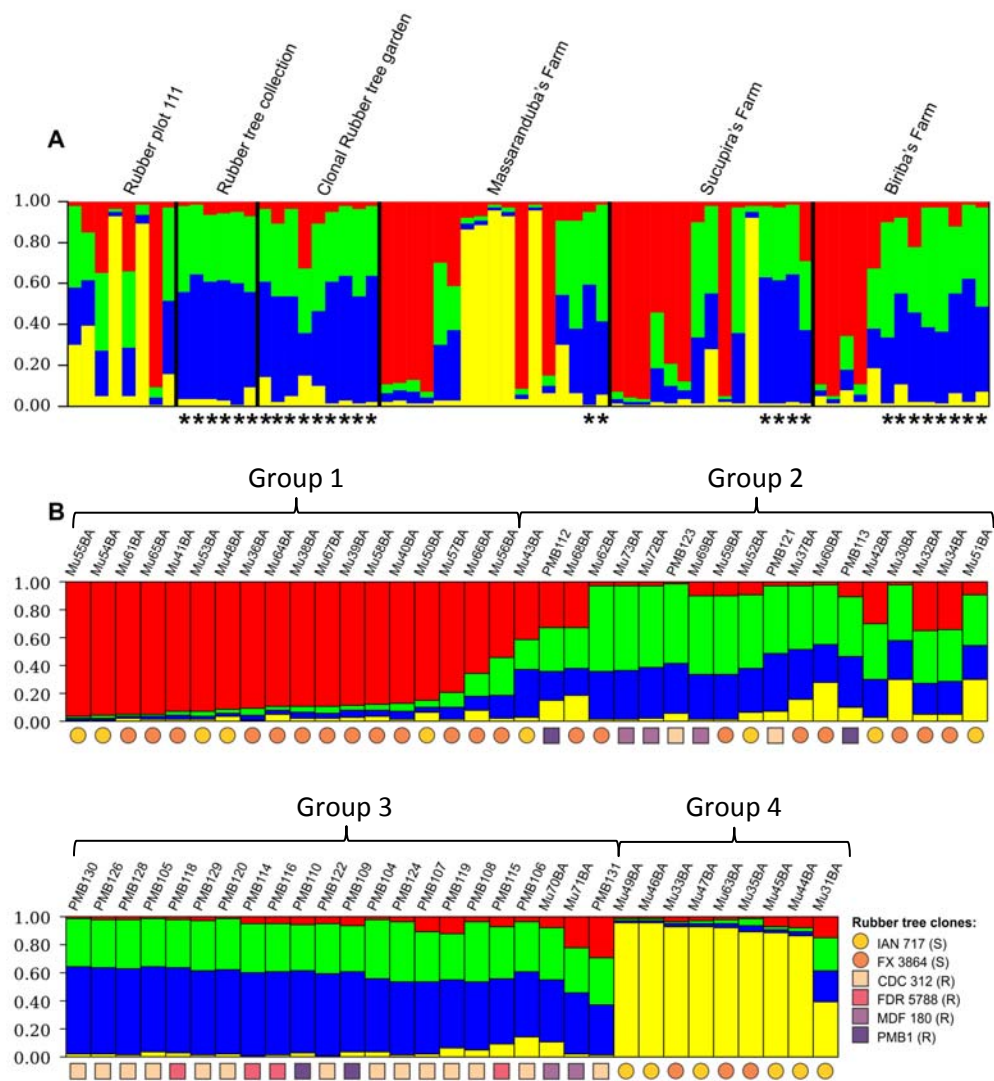 A
Rubber plot 111
Rubber tree collection
Clonal Rubber tree garden
Massaranduba's Farm
Sucupira's Farm
Biriba's Farm
1.00
0.80
0.60
0.40
0.20
0.00
* * * * * * * * * * * * * * * * * * * * * * * * * * * * *
Group 1
Group 2
B
Mu55BA
Mu54BA
Mu61BA
Mu65BA
Mu41BA
Mu53BA
Mu48BA
Mu36BA
Mu64BA
Mu38BA
Mu67BA
Mu39BA
Mu58BA
Mu40BA
Mu50BA
Mu57BA
Mu66BA
Mu56BA
Mu43BA
PMB112
Mu68BA
Mu62BA
Mu73BA
Mu72BA
PMB123
Mu69BA
Mu59BA
Mu52BA
PMB121
Mu37BA
Mu60BA
PMB113
Mu42BA
Mu30BA
Mu32BA
Mu34BA
Mu51BA
1.00
0.80
0.60
0.40
0.20
0.00
Group 3
Group 4
PMB130
PMB126
PMB128
PMB105
PMB118
PMB129
PMB120
PMB114
PMB116
PMB110
PMB122
PMB109
PMB104
PMB124
PMB107
PMB119
PMB108
PMB115
PMB106
Mu70BA
Mu71BA
PMB131
Mu49BA
Mu46BA
Mu33BA
Mu47BA
Mu63BA
Mu35BA
Mu45BA
Mu44BA
Mu31BA
1.00
0.80
0.60
0.40
0.20
0.00
Rubber tree clones:
IAN 717 (S)
FX 3864 (S)
CDC 312 (R)
FDR 5788 (R)
MDF 180 (R)
PMB1 (R)